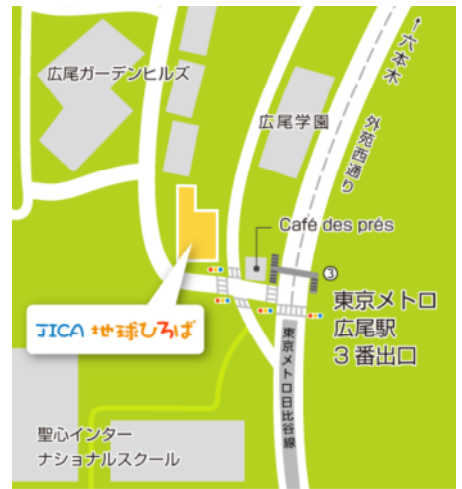 ←六本木
広尾ガーデンヒルズ
広尾学園
外苑西通り
Café des prés
③
東京メトロ
広尾駅
3番出口
JICA 地球ひろば
東京メトロ日比谷線
聖心インター
ナショナルスクール